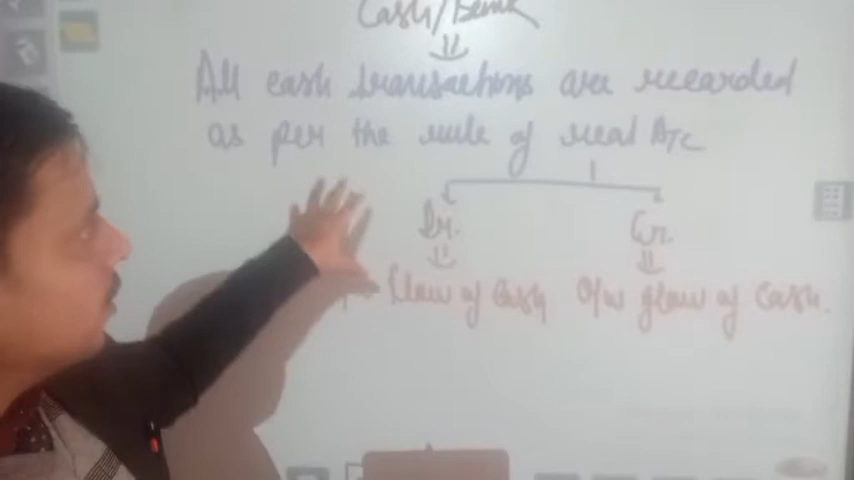 Cash/Bank
All cash transactions are recarded
as per the rule of real A/c
Dr. Cr.
flow of Cash O/w flow of Cash.